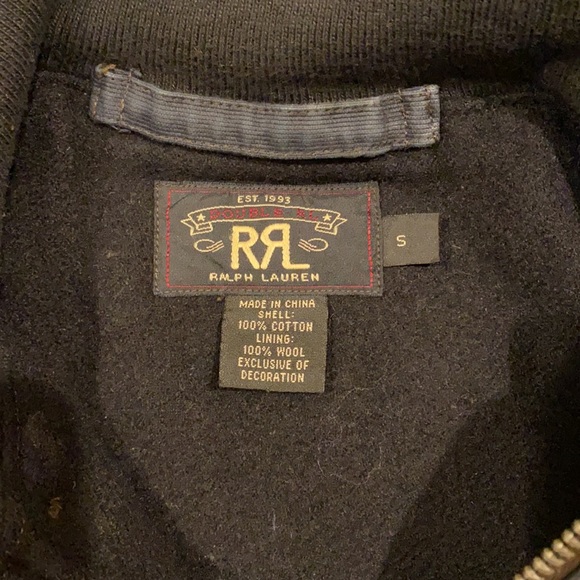 EST. 1993
DOUBLE RL
RRL
RALPH LAUREN
S
MADE IN CHINA
SHELL:
100% COTTON
LINING:
100% WOOL
EXCLUSIVE OF
DECORATION